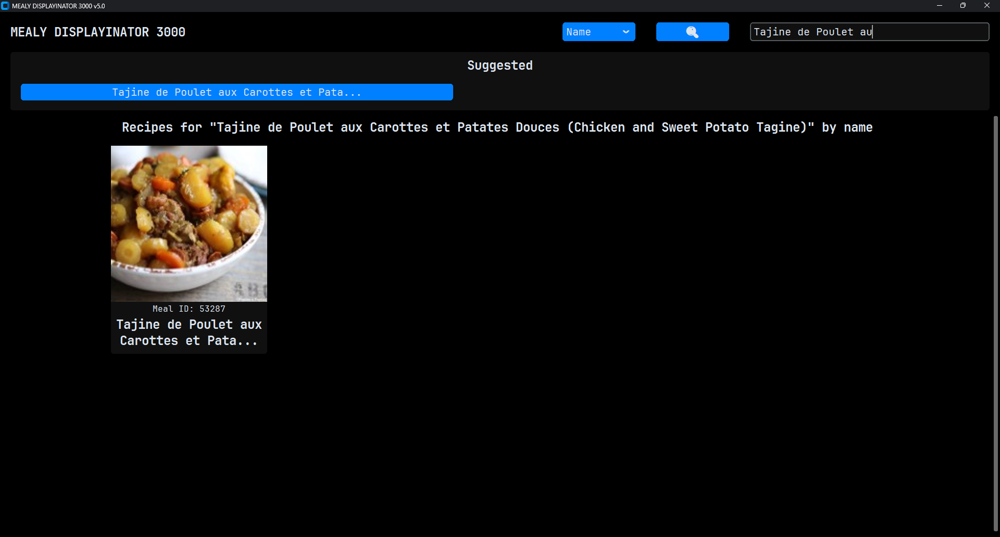 MEALY DISPLAYINATOR 3000 v5.0
MEALY DISPLAYINATOR 3000
Name
Tajine de Poulet au
Suggested
Tajine de Poulet aux Carottes et Pata...
Recipes for "Tajine de Poulet aux Carottes et Patates Douces (Chicken and Sweet Potato Tagine)" by name
ABC
Meal ID: 53287
Tajine de Poulet aux
Carottes et Pata...